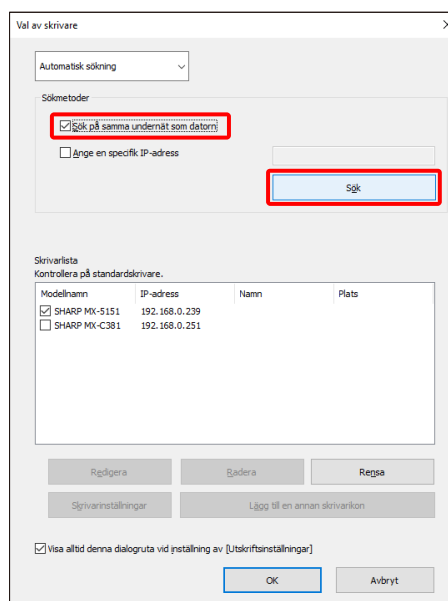 Val av skrivare
Automatisk sökning
Sökmetoder
Sök på samma undernät som datorn
Ange en specifik IP-adress
Sök
Skrivarlista
Kontrollera på standardskrivare.
Modellnamn IP-adress Namn Plats
SHARP MX-5151 192.168.0.239
SHARP MX-C381 192.168.0.251
Redigera Radera Rensa
Skrivarinställningar Lägg till en annan skrivarikon
Visa alltid denna dialogruta vid inställning av [Utskriftsinställningar]
OK Avbryt